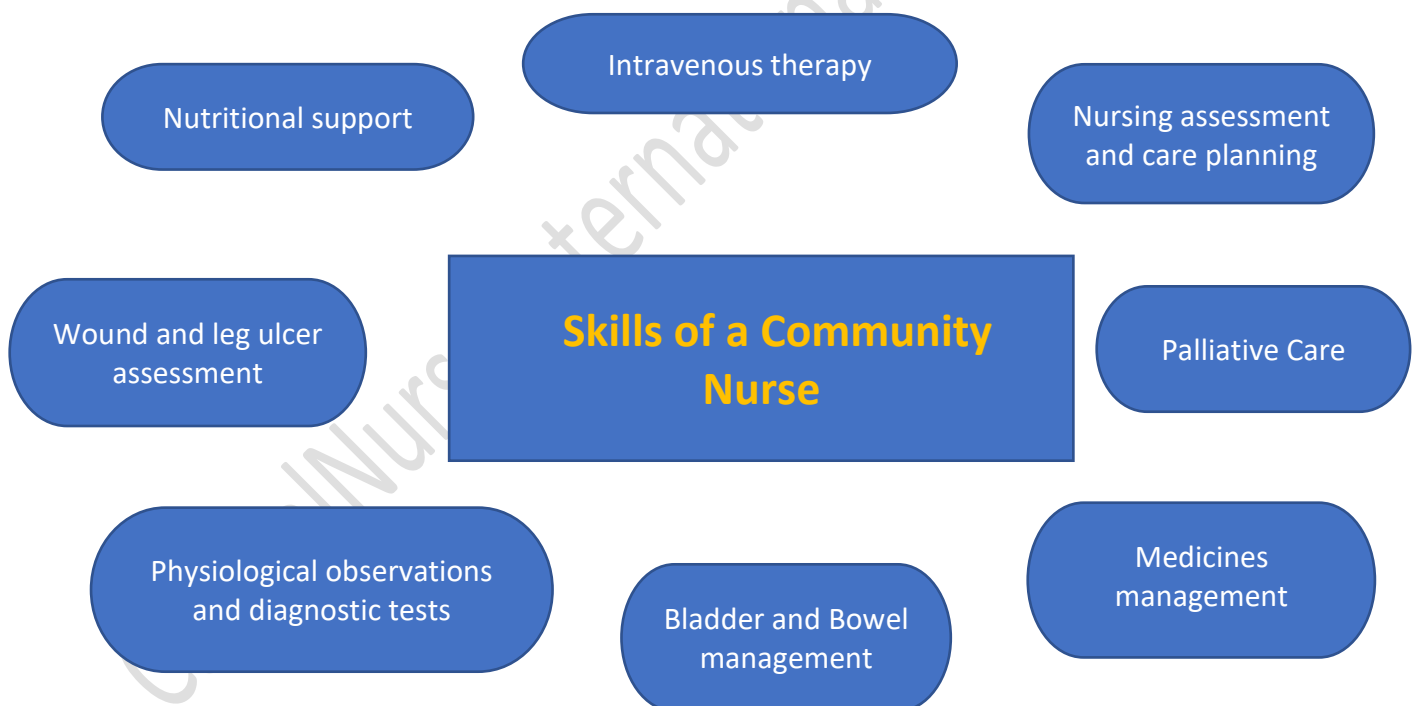 Intravenous therapy
Nutritional support
Nursing assessment
and care planning
Skills of a Community
Nurse
Wound and leg ulcer
assessment
Palliative Care
Physiological observations
and diagnostic tests
Bladder and Bowel
management
Medicines
management